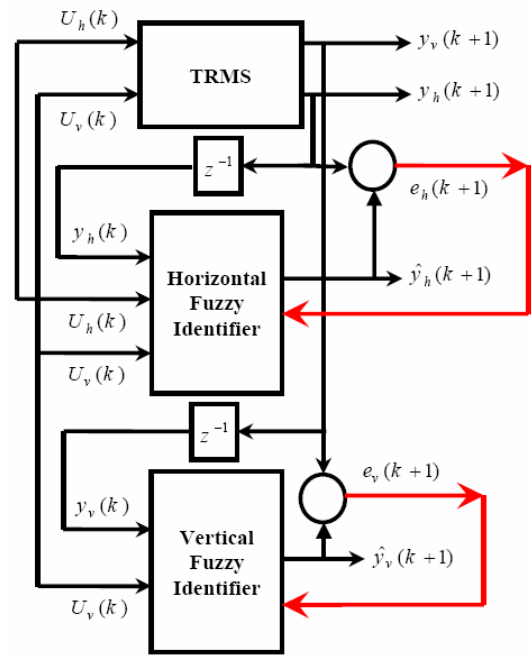 U_h(k)
TRMS
y_v(k+1)
y_h(k+1)
U_v(k)
z^{-1}
e_h(k+1)
y_h(k)
Horizontal
Fuzzy
Identifier
ŷ_h(k+1)
U_h(k)
U_v(k)
z^{-1}
e_v(k+1)
y_v(k)
Vertical
Fuzzy
Identifier
ŷ_v(k+1)
U_v(k)